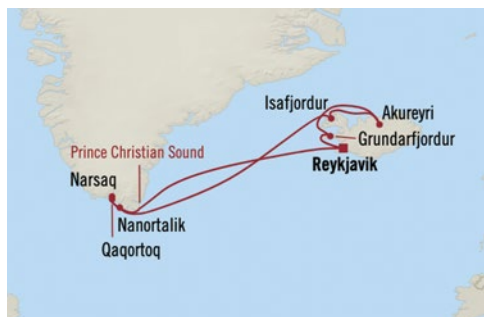 Isafjordur
Akureyri
Grundarfjordur
Prince Christian Sound
Reykjavik
Narsaq
Nanortalik
Qaqortoq